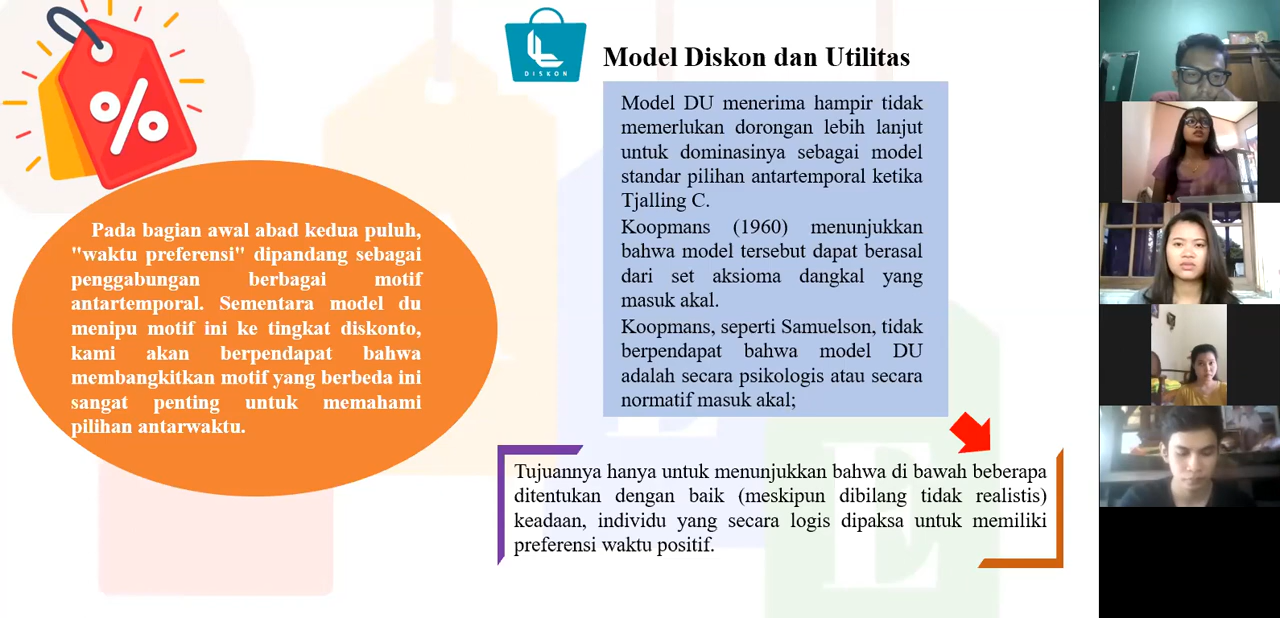 %
DISKON
Model Diskon dan Utilitas
Pada bagian awal abad kedua puluh,
"waktu preferensi" dipandang sebagai
penggabungan berbagai motif
antartemporal. Sementara model du
menipu motif ini ke tingkat diskonto,
kami akan berpendapat bahwa
membangkitkan motif yang berbeda ini
sangat penting untuk memahami
pilihan antarwaktu.
Model DU menerima hampir tidak
memerlukan dorongan lebih lanjut
untuk dominasinya sebagai model
standar pilihan antartemporal ketika
Tjalling C.
Koopmans (1960) menunjukkan
bahwa model tersebut dapat berasal
dari set aksioma dangkal yang
masuk akal.
Koopmans, seperti Samuelson, tidak
berpendapat bahwa model DU
adalah secara psikologis atau secara
normatif masuk akal;
Tujuannya hanya untuk menunjukkan bahwa di bawah beberapa
ditentukan dengan baik (meskipun dibilang tidak realistis)
keadaan, individu yang secara logis dipaksa untuk memiliki
preferensi waktu positif.
E